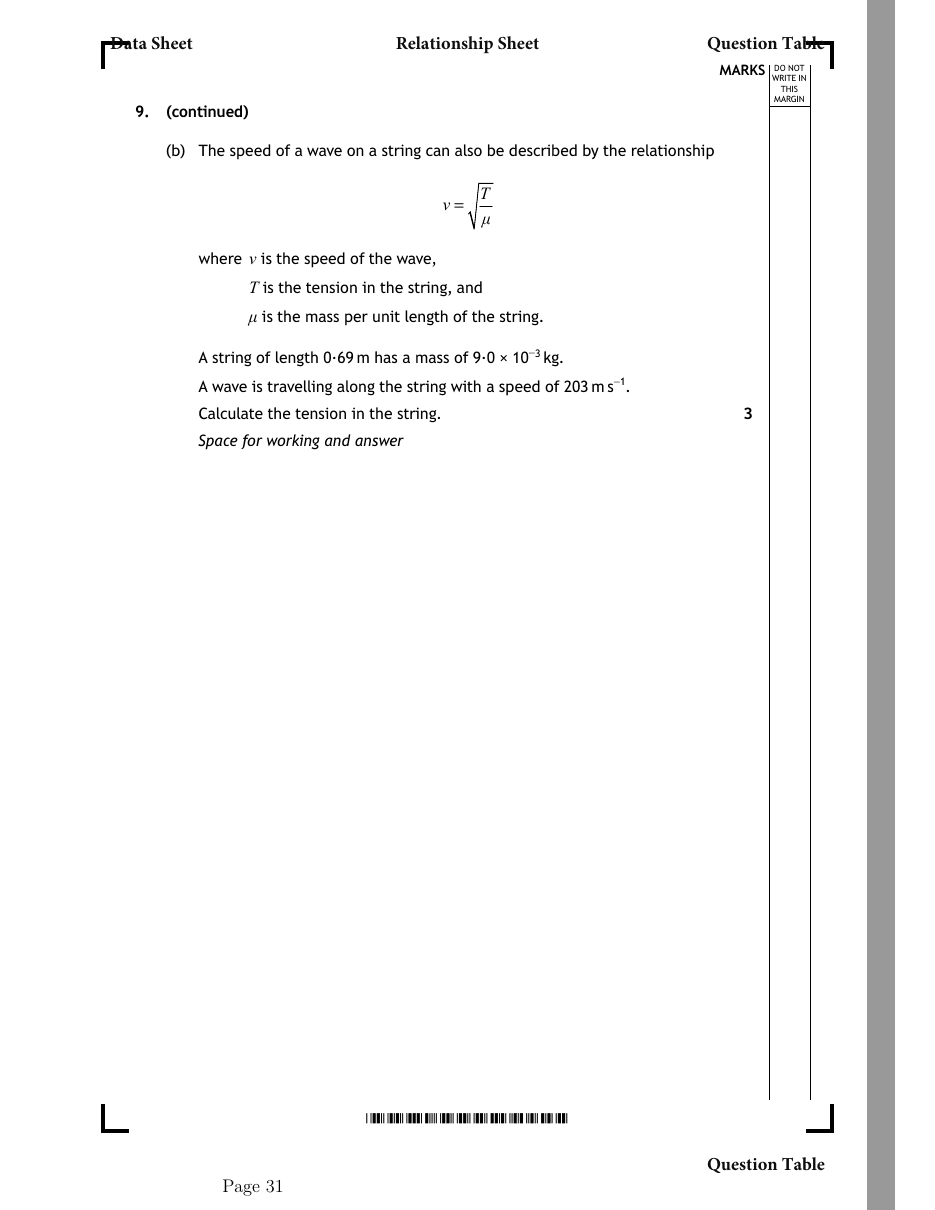 Data Sheet Relationship Sheet Question Table
MARKS
DO NOT
WRITE IN
THIS
MARGIN
9. (continued)
(b) The speed of a wave on a string can also be described by the relationship
v = √(T/μ)
where v is the speed of the wave,
T is the tension in the string, and
μ is the mass per unit length of the string.
A string of length 0·69 m has a mass of 9·0 × 10⁻³ kg.
A wave is travelling along the string with a speed of 203 m s⁻¹.
Calculate the tension in the string. 3
Space for working and answer
Question Table
Page 31